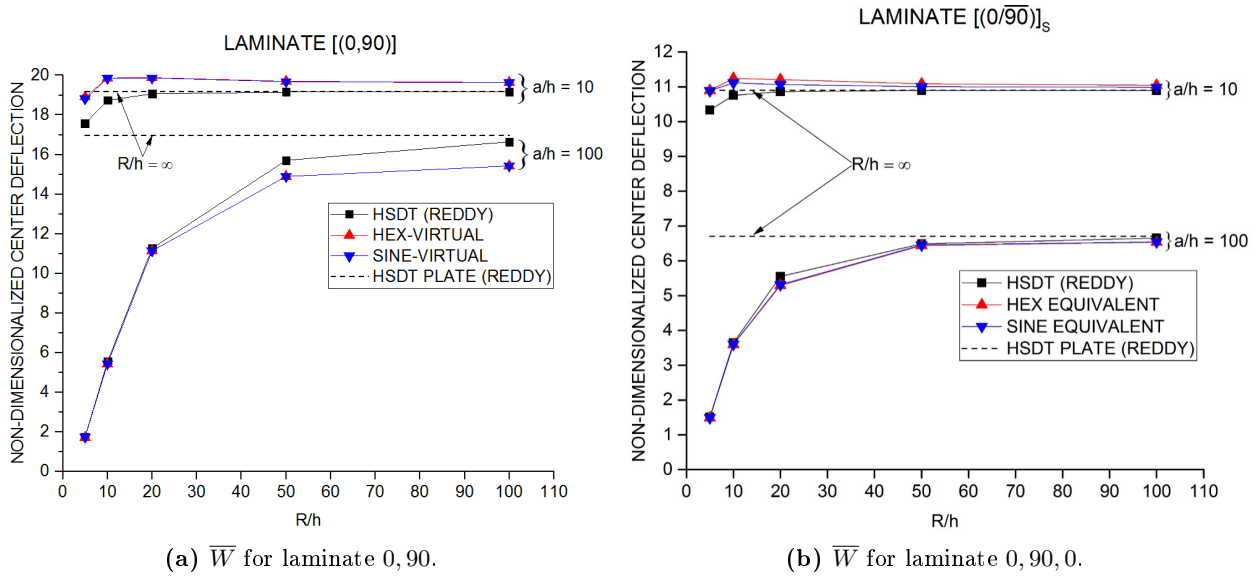 LAMINATE [(0,90)]
NON-DIMENSIONALIZED CENTER DEFLECTION
20
18
16
14
12
10
8
6
4
2
0
0 10 20 30 40 50 60 70 80 90 100 110
R/h
a/h = 10
a/h = 100
R/h = ∞
HSDT (REDDY)
HEX-VIRTUAL
SINE-VIRTUAL
HSDT PLATE (REDDY)
(a) W̅ for laminate 0, 90.
LAMINATE [(0/9̅0̅)]S
NON-DIMENSIONALIZED CENTER DEFLECTION
12
11
10
9
8
7
6
5
4
3
2
1
0
0 10 20 30 40 50 60 70 80 90 100 110
R/h
a/h = 10
R/h = ∞
a/h = 100
HSDT (REDDY)
HEX EQUIVALENT
SINE EQUIVALENT
HSDT PLATE (REDDY)
(b) W̅ for laminate 0, 90, 0.